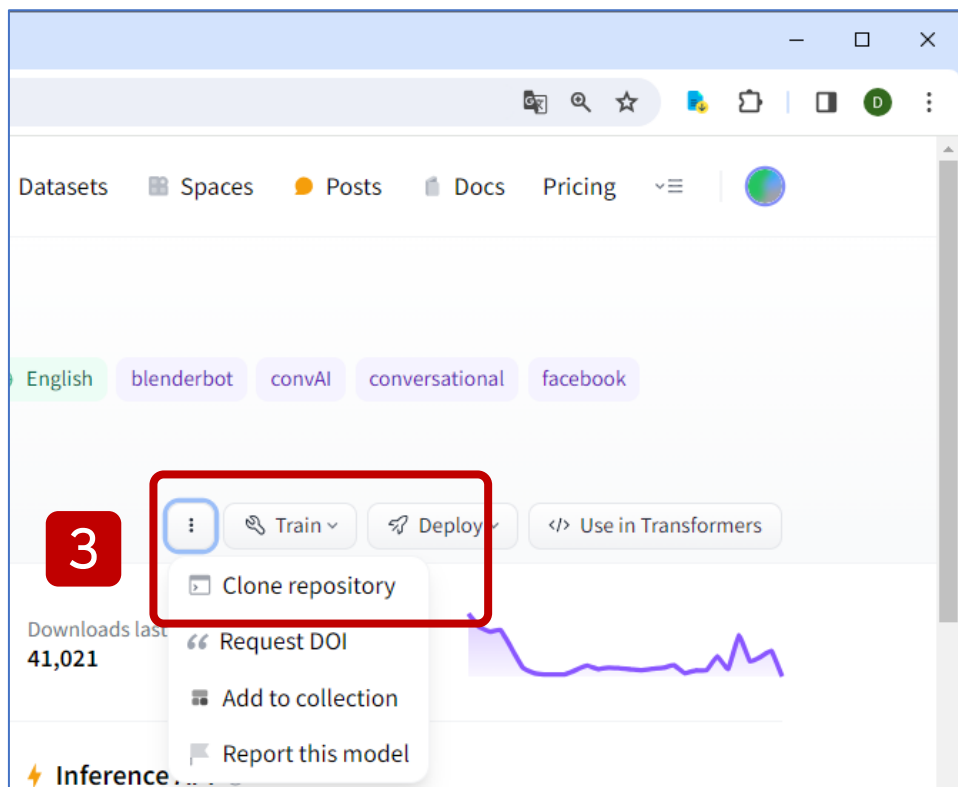 D
Datasets Spaces Posts Docs Pricing
English blenderbot convAI conversational facebook
3
Train Deploy </> Use in Transformers
Clone repository
Downloads last
Request DOI
41,021
Add to collection
Report this model
Inference